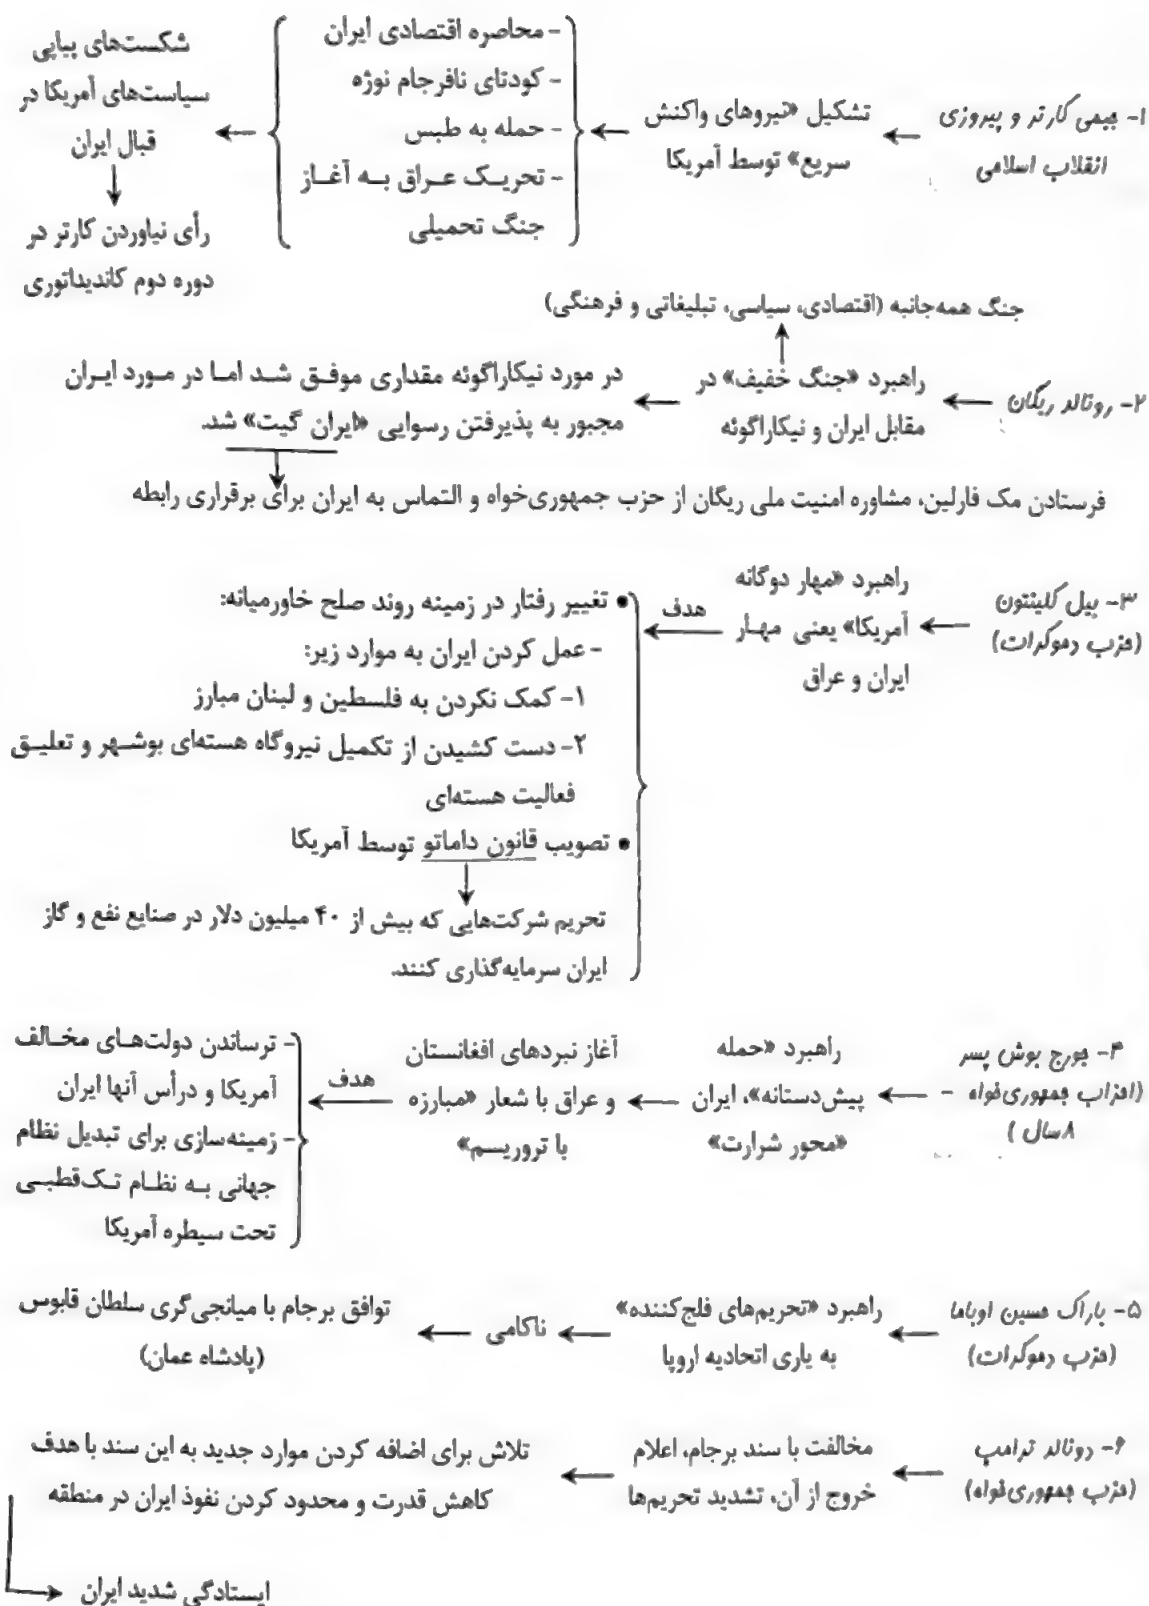 ۱- جیمی کارتر و پیروزی
انقلاب اسلامی
تشکیل «نیروهای واکنش
سریع» توسط آمریکا
- محاصره اقتصادی ایران
- کودتای نافرجام نوژه
- حمله به طبس
- تحریک عراق به آغاز
جنگ تحمیلی
شکست‌های پیاپی
سیاست‌های آمریکا در
قبال ایران
رأی نیاوردن کارتر در
دوره دوم کاندیداتوری
جنگ همه‌جانبه (اقتصادی، سیاسی، تبلیغاتی و فرهنگی)
۲- رونالد ریگان
راهبرد «جنگ خفیف» در
مقابل ایران و نیکاراگوئه
در مورد نیکاراگوئه مقداری موفق شد اما در مورد ایران
مجبور به پذیرفتن رسوایی «ایران گیت» شد.
فرستادن مک فارلین، مشاوره امنیت ملی ریگان از حزب جمهوری‌خواه و التماس به ایران برای برقراری رابطه
۳- بیل کلینتون
(حزب دموکرات)
راهبرد «مهار دوگانه
آمریکا» یعنی مهار
ایران و عراق
هدف
• تغییر رفتار در زمینه روند صلح خاورمیانه:
- عمل کردن ایران به موارد زیر:
۱- کمک نکردن به فلسطین و لبنان مبارز
۲- دست کشیدن از تکمیل نیروگاه هسته‌ای بوشهر و تعلیق
فعالیت هسته‌ای
• تصویب قانون داماتو توسط آمریکا
تحریم شرکت‌هایی که بیش از ۴۰ میلیون دلار در صنایع نفع و گاز
ایران سرمایه‌گذاری کنند.
۴- جورج بوش پسر
(احزاب جمهوری‌خواه -
۸ سال)
راهبرد «حمله
پیش‌دستانه»، ایران
«محور شرارت»
آغاز نبردهای افغانستان
و عراق با شعار «مبارزه
با تروریسم»
هدف
- ترساندن دولت‌های مخالف
آمریکا و درأس آنها ایران
- زمینه‌سازی برای تبدیل نظام
جهانی به نظام تک‌قطبی
تحت سیطره آمریکا
۵- باراک حسین اوباما
(حزب دموکرات)
راهبرد «تحریم‌های فلج‌کننده»
به یاری اتحادیه اروپا
ناکامی
توافق برجام با میانجی‌گری سلطان قابوس
(پادشاه عمان)
۶- دونالد ترامپ
(حزب جمهوری‌خواه)
مخالفت با سند برجام، اعلام
خروج از آن، تشدید تحریم‌ها
تلاش برای اضافه کردن موارد جدید به این سند با هدف
کاهش قدرت و محدود کردن نفوذ ایران در منطقه
ایستادگی شدید ایران